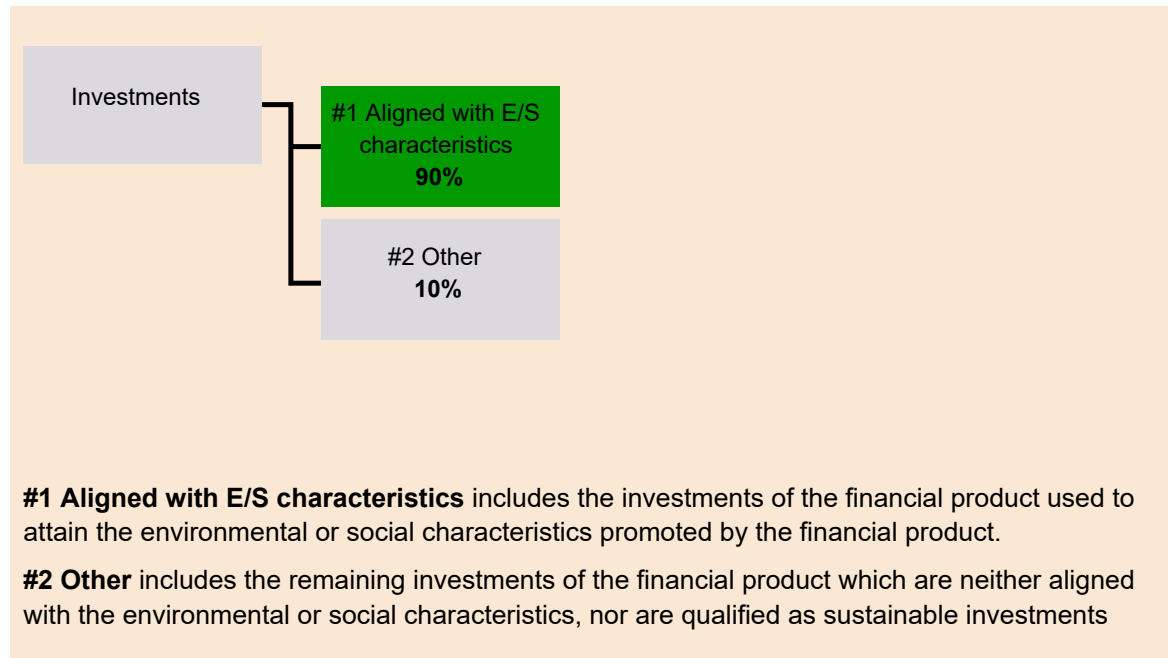 Investments
#1 Aligned with E/S
characteristics
90%
#2 Other
10%
#1 Aligned with E/S characteristics includes the investments of the financial product used to
attain the environmental or social characteristics promoted by the financial product.
#2 Other includes the remaining investments of the financial product which are neither aligned
with the environmental or social characteristics, nor are qualified as sustainable investments